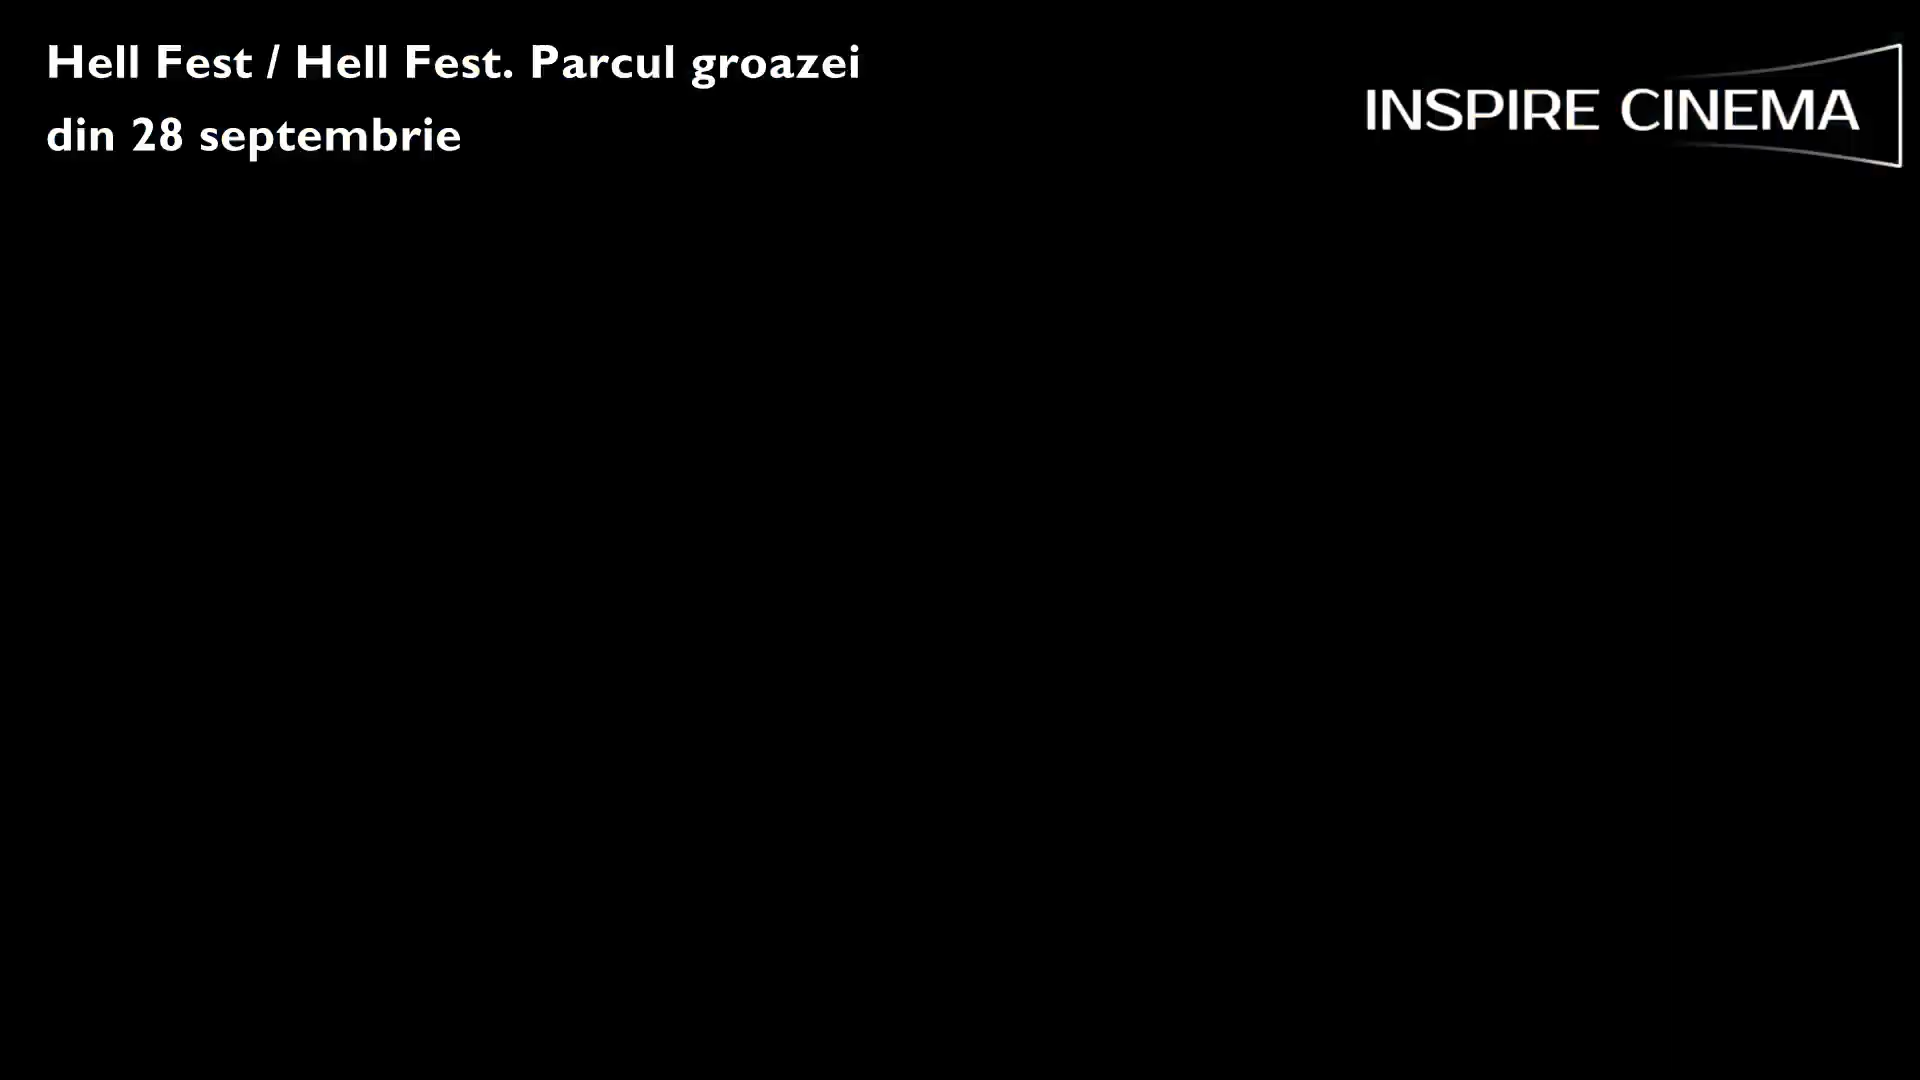 Hell Fest / Hell Fest. Parcul groazei
din 28 septembrie
INSPIRE CINEMA